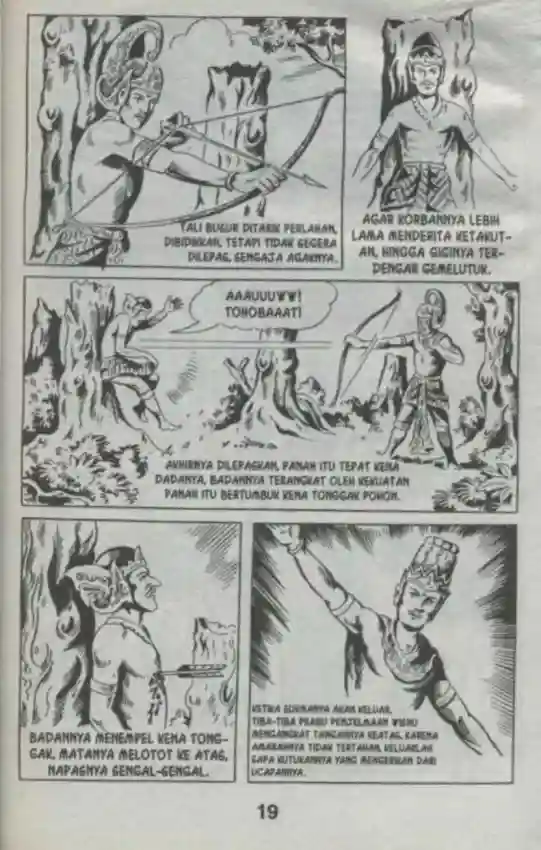 TALI BUSUR DITARIK PERLAHAN,
DIBIDIKKAN, TETAPI TIDAK SEGERA
DILEPAS, SENGAJA AGAKNYA.
AGAR KORBANNYA LEBIH
LAMA MENDERITA KETAKUT-
AN, HINGGA GIGINYA TER-
DENGAR GEMELUTUK.
AAAUUUWW!
TOHOBAAAT!
AKHIRNYA DILEPASKAN, PANAH ITU TEPAT KENA
DADANYA, BADANNYA TERANGKAT OLEH KEKUATAN
PANAH ITU BERTUMBUK KENA TONGGAK POHON.
BADANNYA MENEMPEL KENA TONG-
GAK, MATANYA MELOTOT KE ATAS,
NAPASNYA SENGAL-SENGAL.
KETIKA SUKMANYA AKAN KELUAR,
TIBA-TIBA PRABU PENJELMAAN WISNU
MENGANGKAT TANGANNYA KEATAS, KARENA
AMARAHNYA TIDAK TERTAHAN, KELUARLAH
SAPA KUTUKANNYA YANG MENGERIKAN DARI
UCAPANNYA.
19